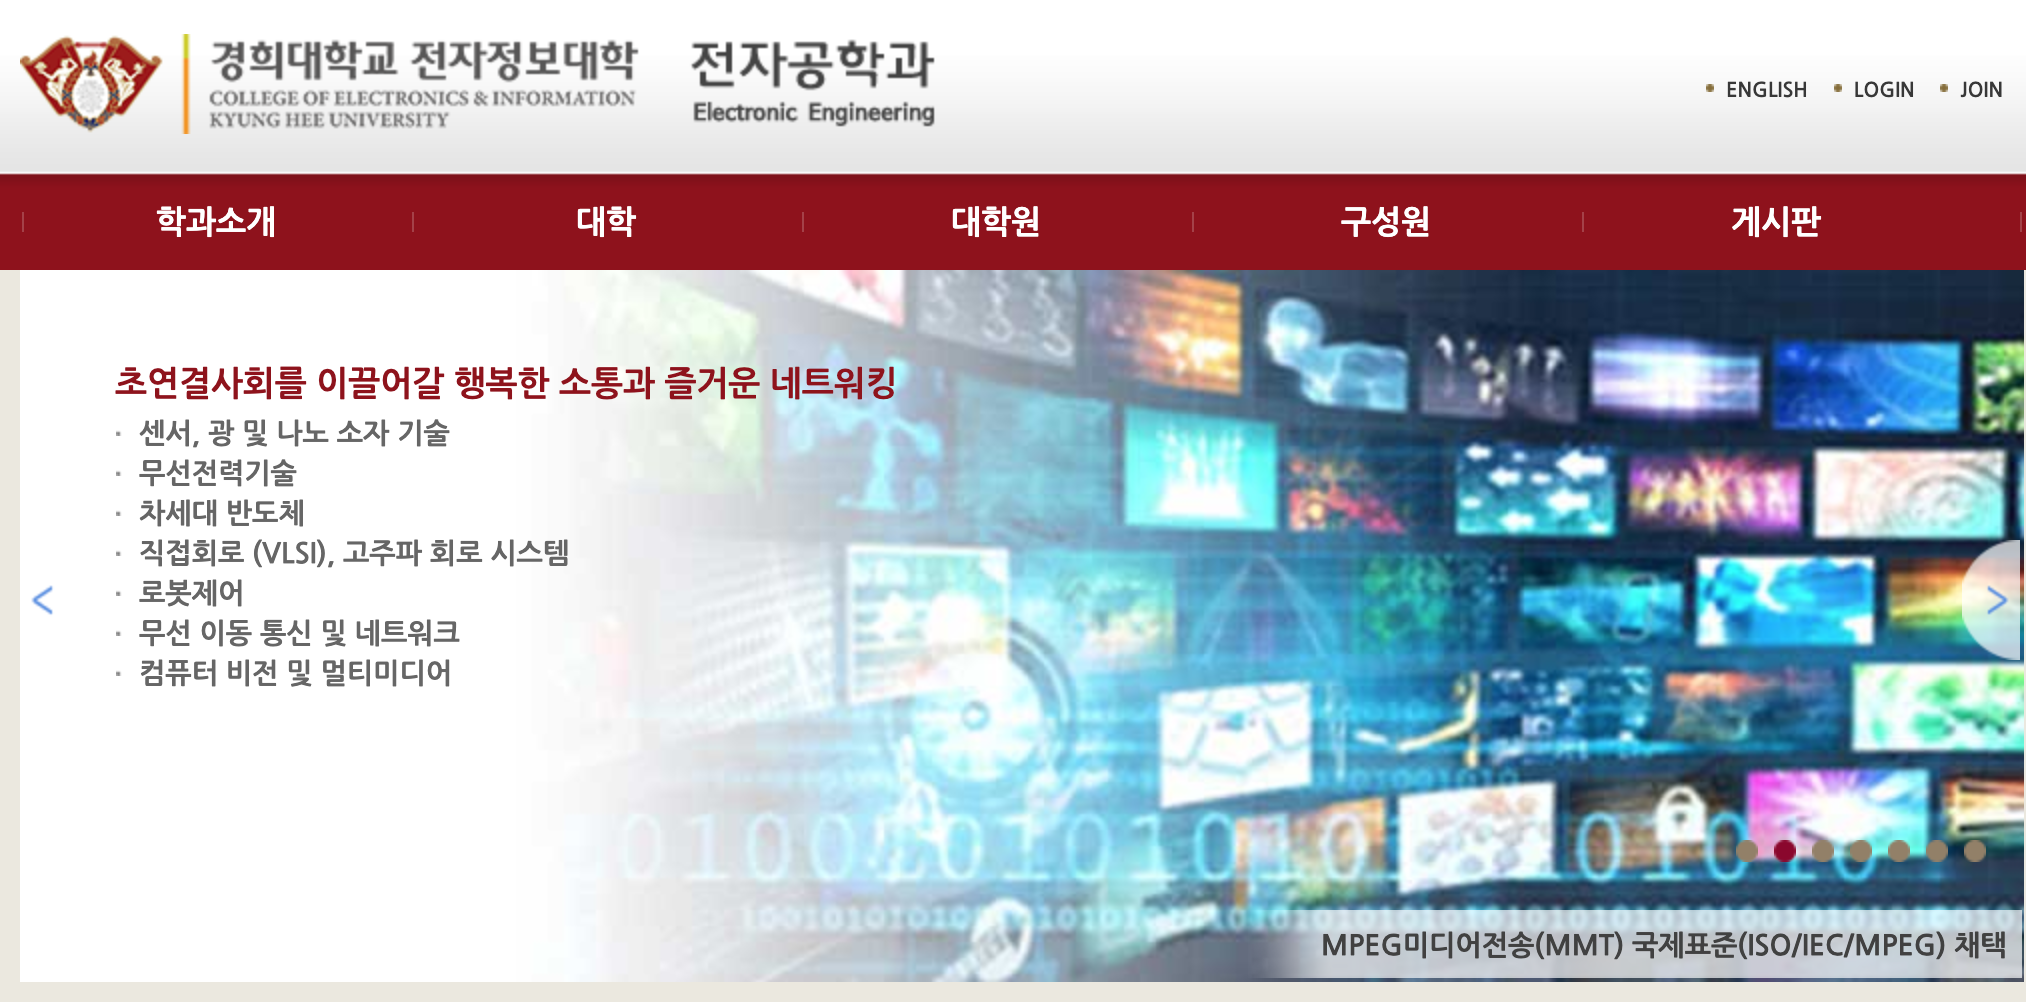 경희대학교 전자정보대학
COLLEGE OF ELECTRONICS & INFORMATION
KYUNG HEE UNIVERSITY
전자공학과
Electronic Engineering
ENGLISH LOGIN JOIN
학과소개 대학 대학원 구성원 게시판
초연결사회를 이끌어갈 행복한 소통과 즐거운 네트워킹
· 센서, 광 및 나노 소자 기술
· 무선전력기술
· 차세대 반도체
· 직접회로 (VLSI), 고주파 회로 시스템
· 로봇제어
· 무선 이동 통신 및 네트워크
· 컴퓨터 비전 및 멀티미디어
<
>
MPEG미디어전송(MMT) 국제표준(ISO/IEC/MPEG) 채택